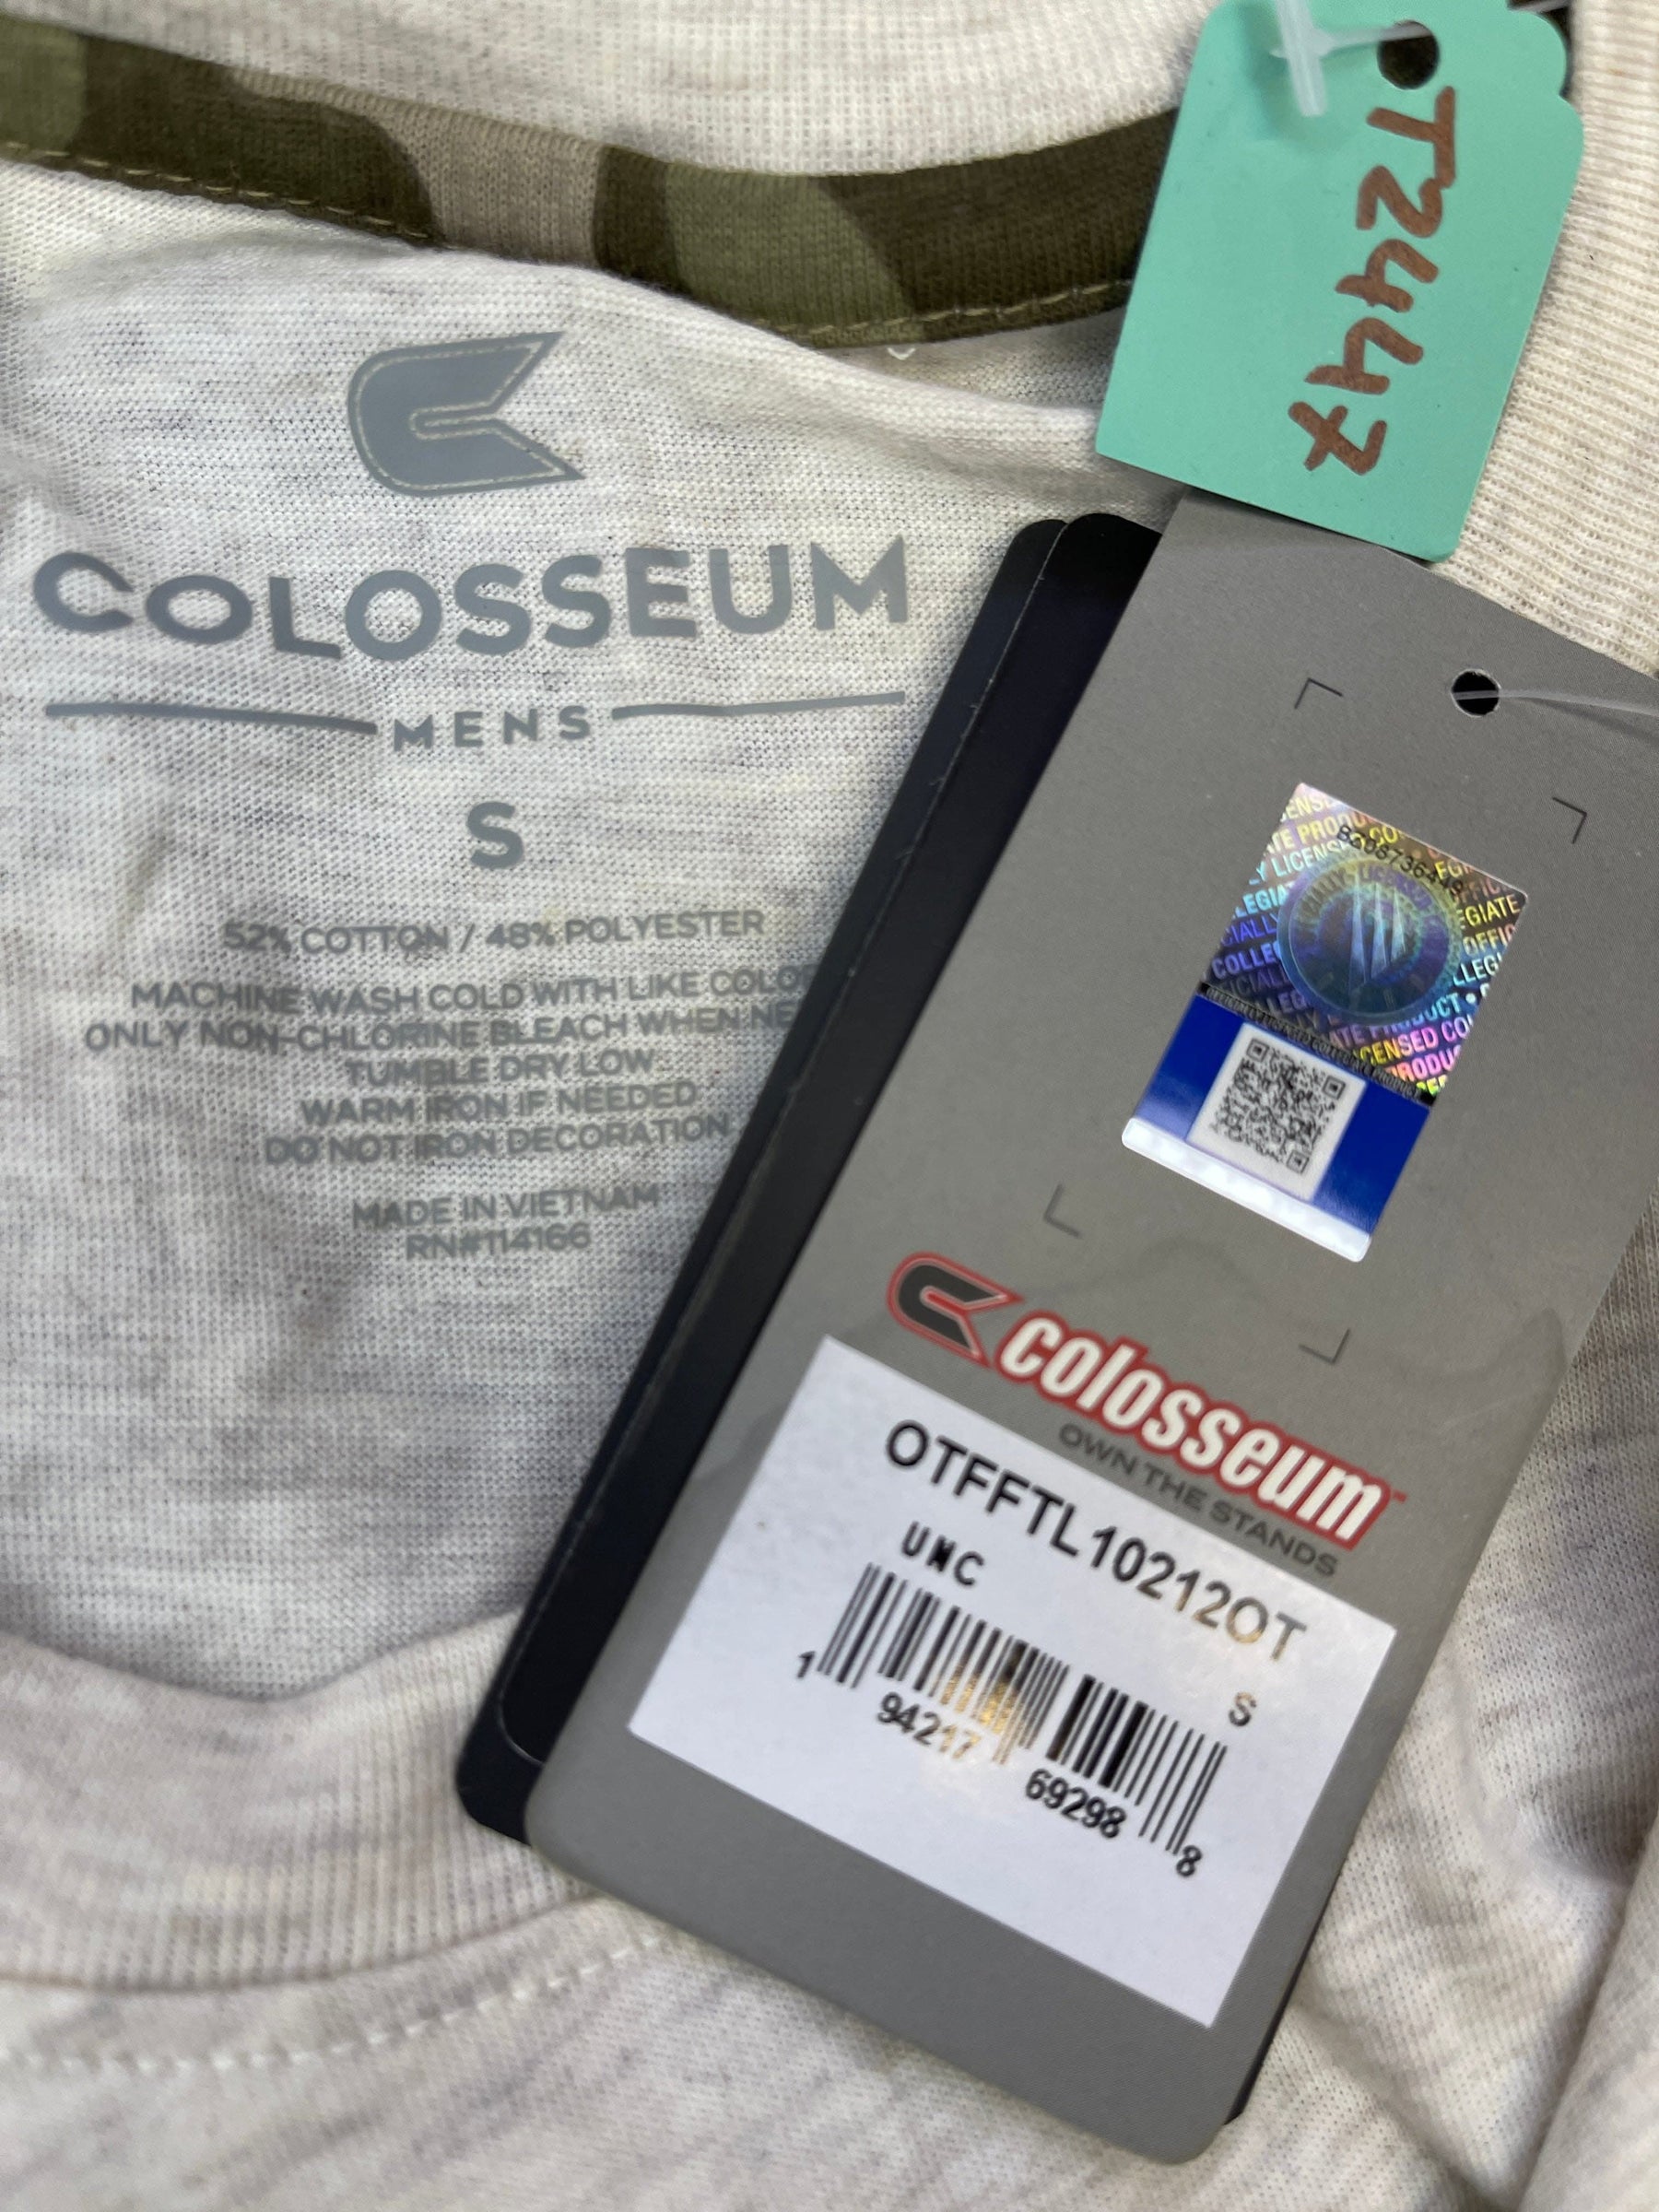 T2447
COLOSSEUM
MENS
S
52% COTTON / 48% POLYESTER
MACHINE WASH COLD WITH LIKE COLO
ONLY NON-CHLORINE BLEACH WHEN NE
TUMBLE DRY LOW
WARM IRON IF NEEDED
DO NOT IRON DECORATION
MADE IN VIETNAM
RN#114166
colosseum
OWN THE STANDS
OTFFTL10212OT
UNC
S
1 94217 69298 8